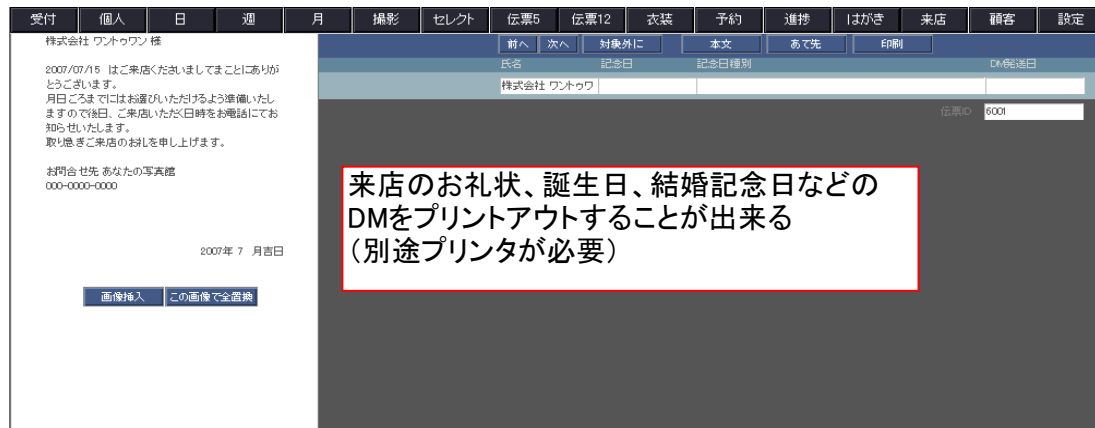 受付 個人 日 週 月 撮影 セレクト 伝票5 伝票12 衣装 予約 進捗 はがき 来店 顧客 設定
前へ 次へ 対象外に 本文 あて先 印刷
氏名 記念日 記念日種別 DM発送日
株式会社 ワントゥワ
伝票ID 6001
株式会社 ワントゥワン 様
2007/07/15 はご来店くださいましてまことにありが
とうございます。
月日ごろまでにはお選びいただけるよう準備いたし
ますので後日、ご来店いただく日時をお電話にてお
知らせいたします。
取り急ぎご来店のお礼を申し上げます。
お問合せ先 あなたの写真館
000-0000-0000
2007年 7 月吉日
画像挿入 この画像で全置換
来店のお礼状、誕生日、結婚記念日などの
DMをプリントアウトすることが出来る
（別途プリンタが必要）